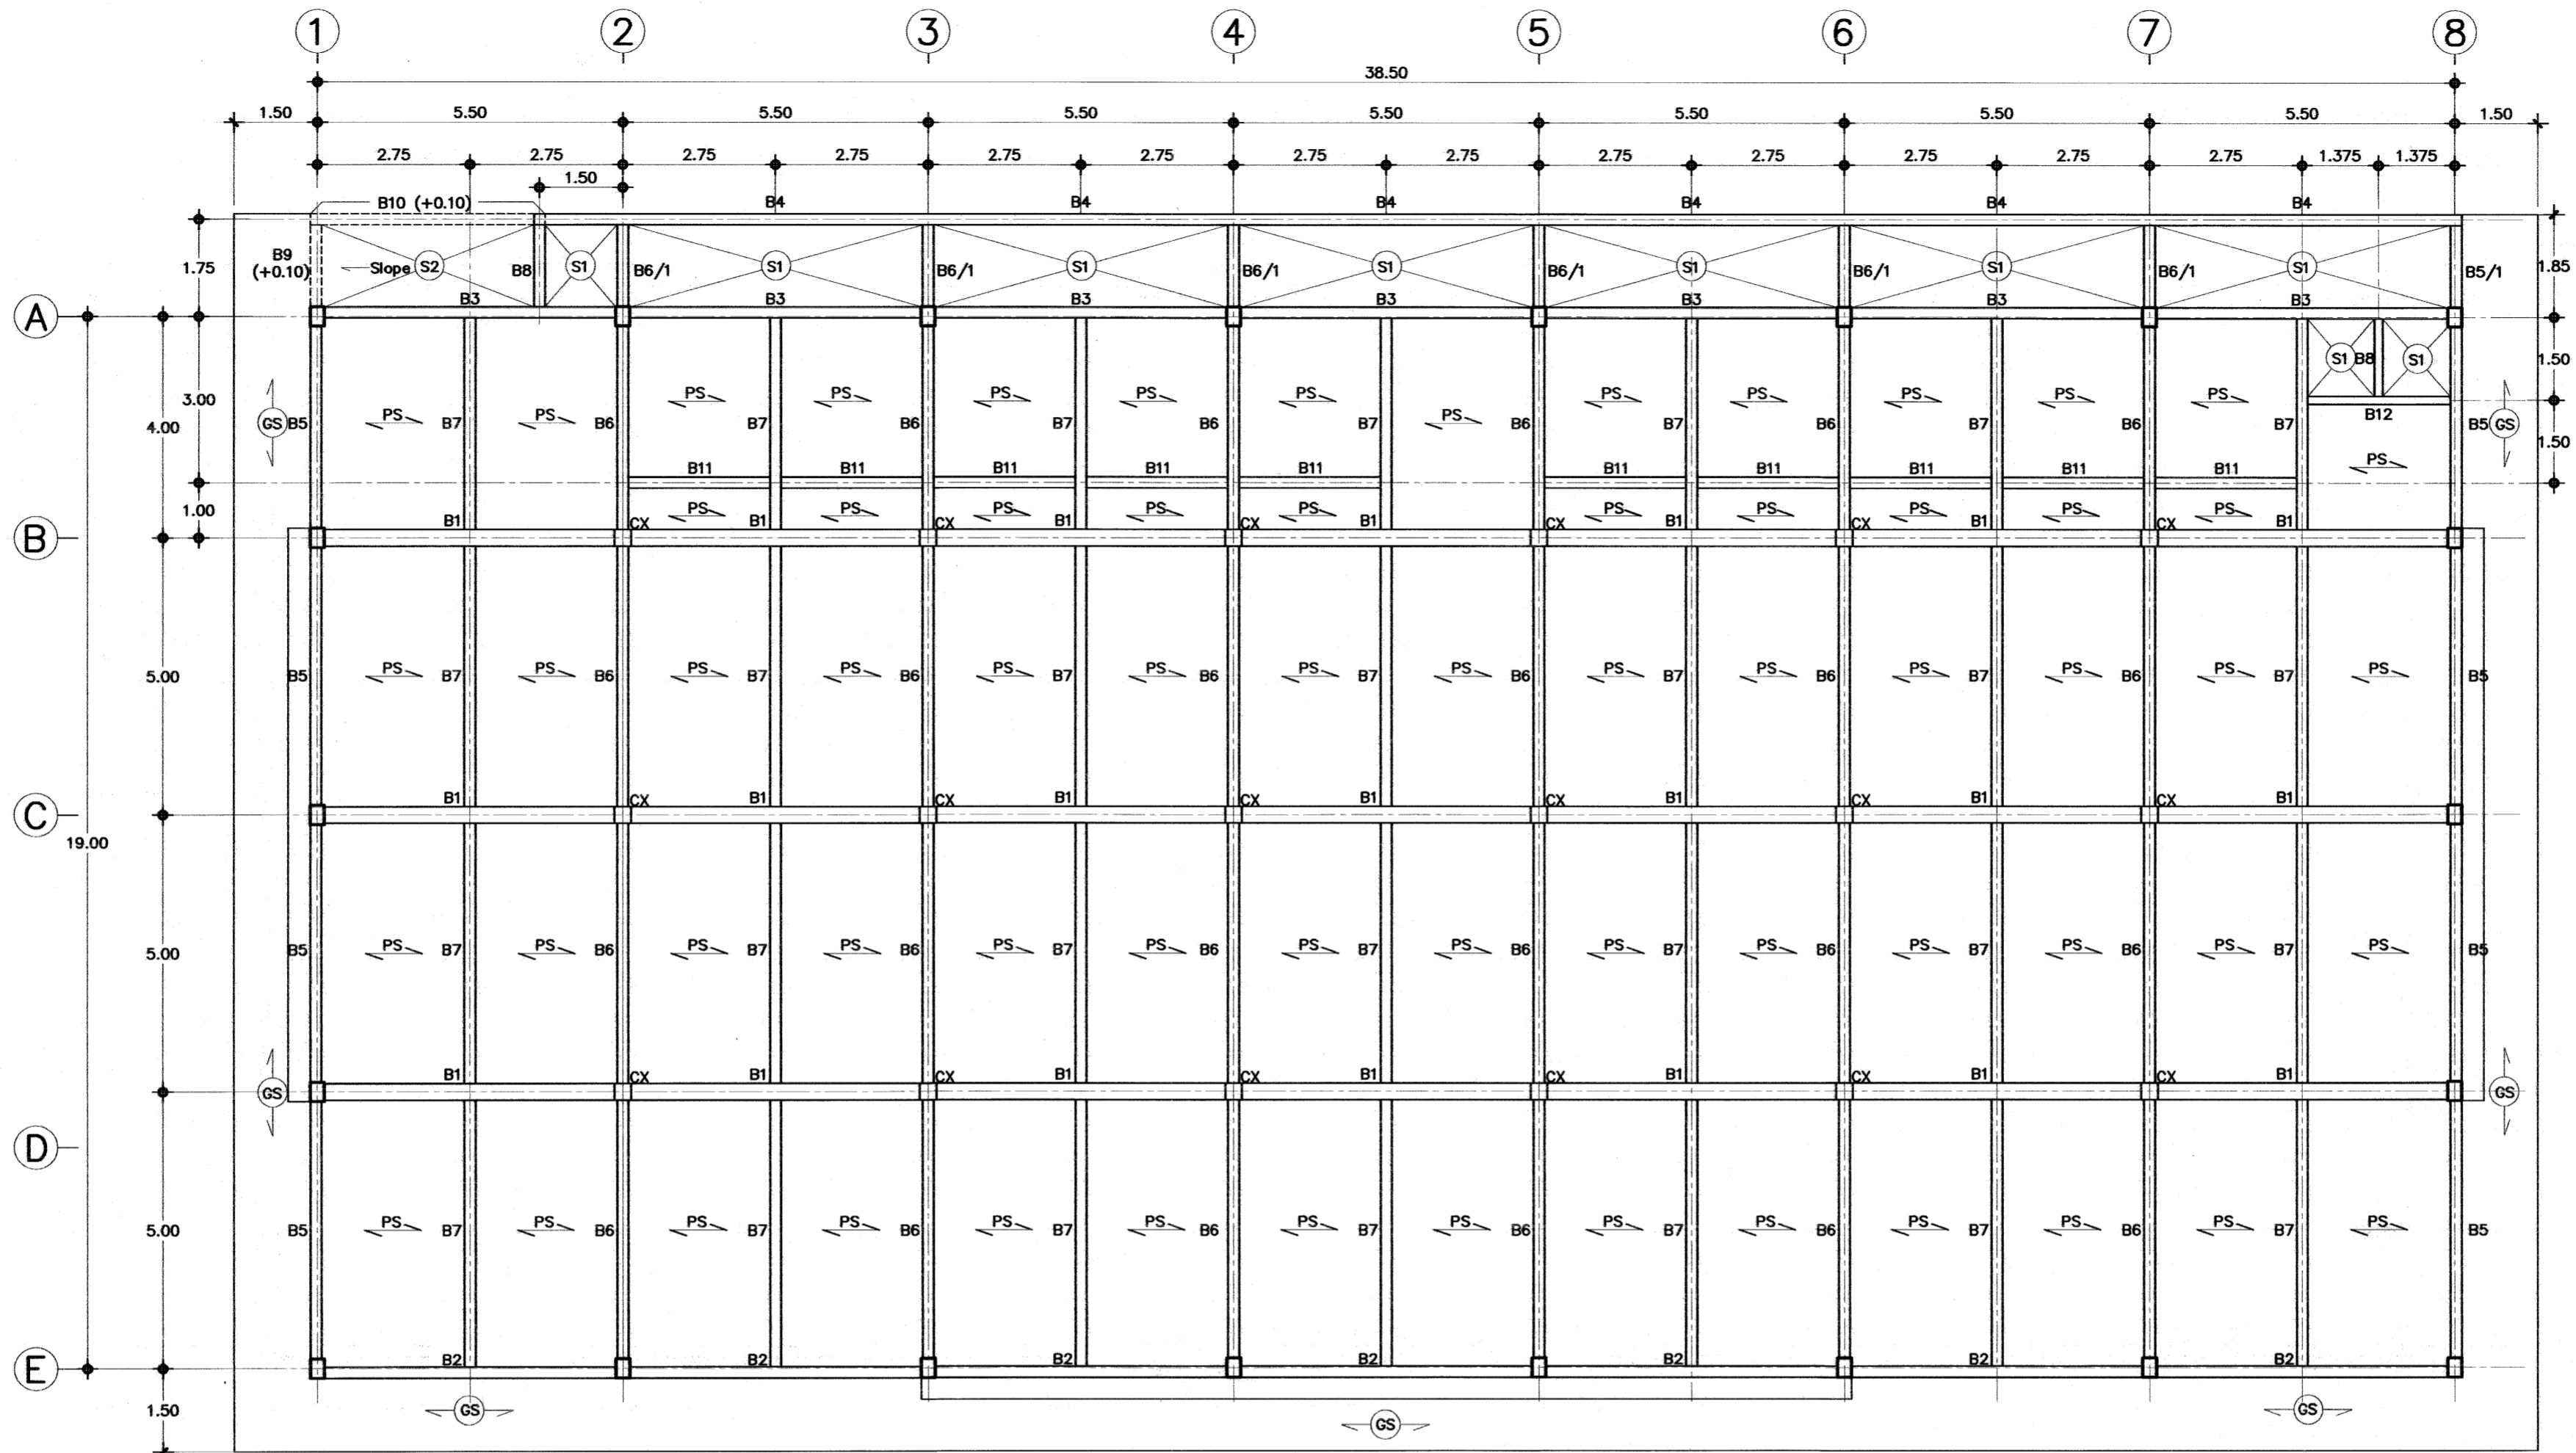 1 2 3 4 5 6 7 8
38.50
1.50 5.50 5.50 5.50 5.50 5.50 5.50 5.50 1.50
2.75 2.75 2.75 2.75 2.75 2.75 2.75 2.75 2.75 2.75 2.75 2.75 2.75 1.375 1.375
1.50
B10 (+0.10) B4 B4 B4 B4 B4 B4
B9
(+0.10)
1.75 Slope S2 B8 S1 B6/1 S1 B6/1 S1 B6/1 S1 B6/1 S1 B6/1 S1 B6/1 S1 B5/1 1.85
B3 B3 B3 B3 B3 B3 B3
A
S1 B8 S1 1.50
3.00 PS PS PS PS PS PS PS PS PS PS
4.00 GS B5 PS B7 PS B6 B7 B6 B7 B6 B7 PS B6 B7 B6 B7 B6 B7 B12 B5 GS
1.50
B11 B11 B11 B11 B11 B11 B11 B11 B11 B11 PS
1.00 B1 CX PS B1 PS CX PS B1 PS CX PS B1 CX PS B1 PS CX PS B1 PS CX PS B1
B
5.00 B5 PS B7 PS B6 PS B7 PS B6 PS B7 PS B6 PS B7 PS B6 PS B7 PS B6 PS B7 PS B6 PS B7 PS B5
B1 CX B1 CX B1 CX B1 CX B1 CX B1 CX B1
C
19.00
5.00 B5 PS B7 PS B6 PS B7 PS B6 PS B7 PS B6 PS B7 PS B6 PS B7 PS B6 PS B7 PS B6 PS B7 PS B5
B1 CX B1 CX B1 CX B1 CX B1 CX B1 CX B1
GS GS
D
5.00 B5 PS B7 PS B6 PS B7 PS B6 PS B7 PS B6 PS B7 PS B6 PS B7 PS B6 PS B7 PS B6 PS B7 PS B5
B2 B2 B2 B2 B2 B2 B2
E
1.50 GS GS GS